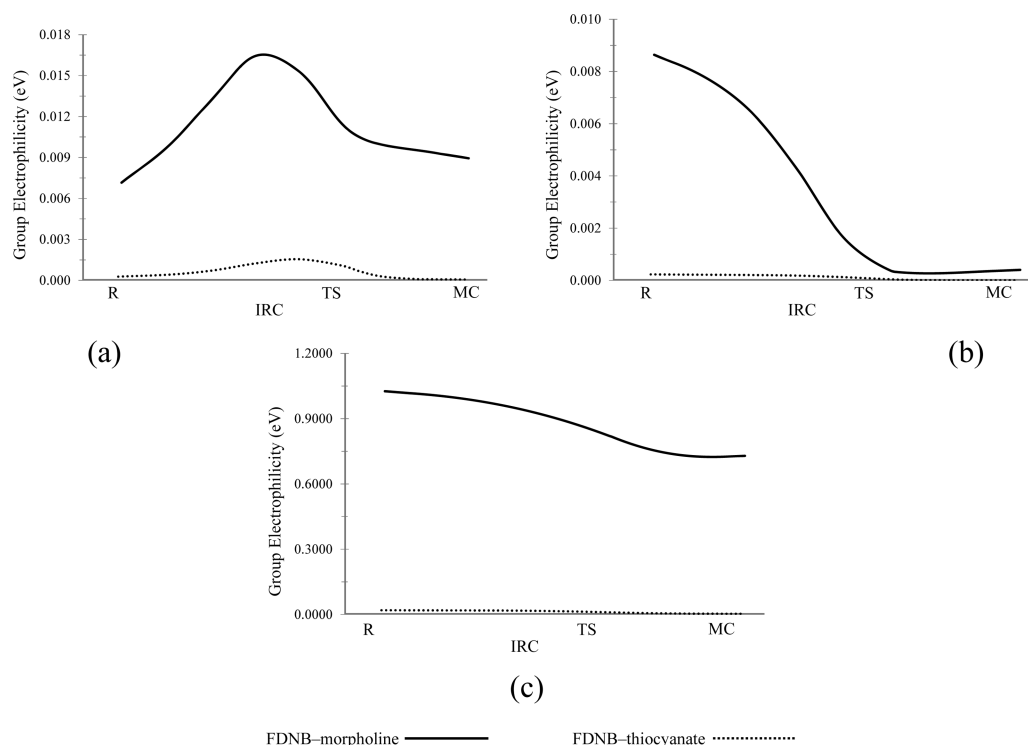 0.018
0.015
0.012
0.009
0.006
0.003
0.000
Group Electrophilicity (eV)
R TS MC
IRC
(a)
0.010
0.008
0.006
0.004
0.002
0.000
Group Electrophilicity (eV)
R TS MC
IRC
(b)
1.2000
0.9000
0.6000
0.3000
0.0000
Group Electrophilicity (eV)
R TS MC
IRC
(c)
FDNB–morpholine FDNB–thiocyanate